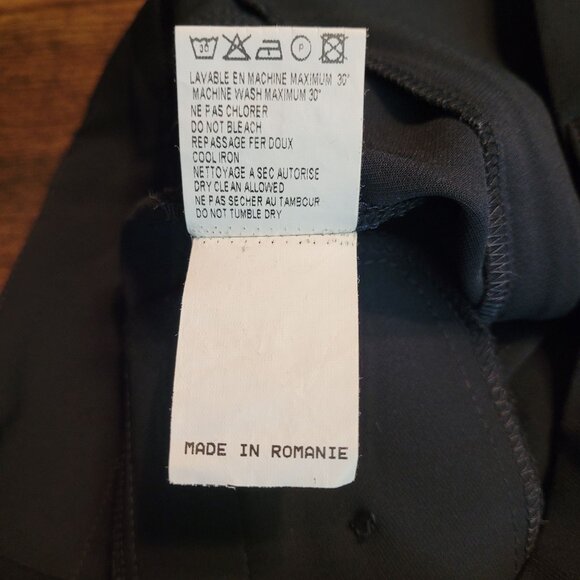 30
P
LAVABLE EN MACHINE MAXIMUM 30°
MACHINE WASH MAXIMUM 30°
NE PAS CHLORER
DO NOT BLEACH
REPASSAGE FER DOUX
COOL IRON
NETTOYAGE A SEC AUTORISE
DRY CLEAN ALLOWED
NE PAS SECHER AU TAMBOUR
DO NOT TUMBLE DRY
MADE IN ROMANIE